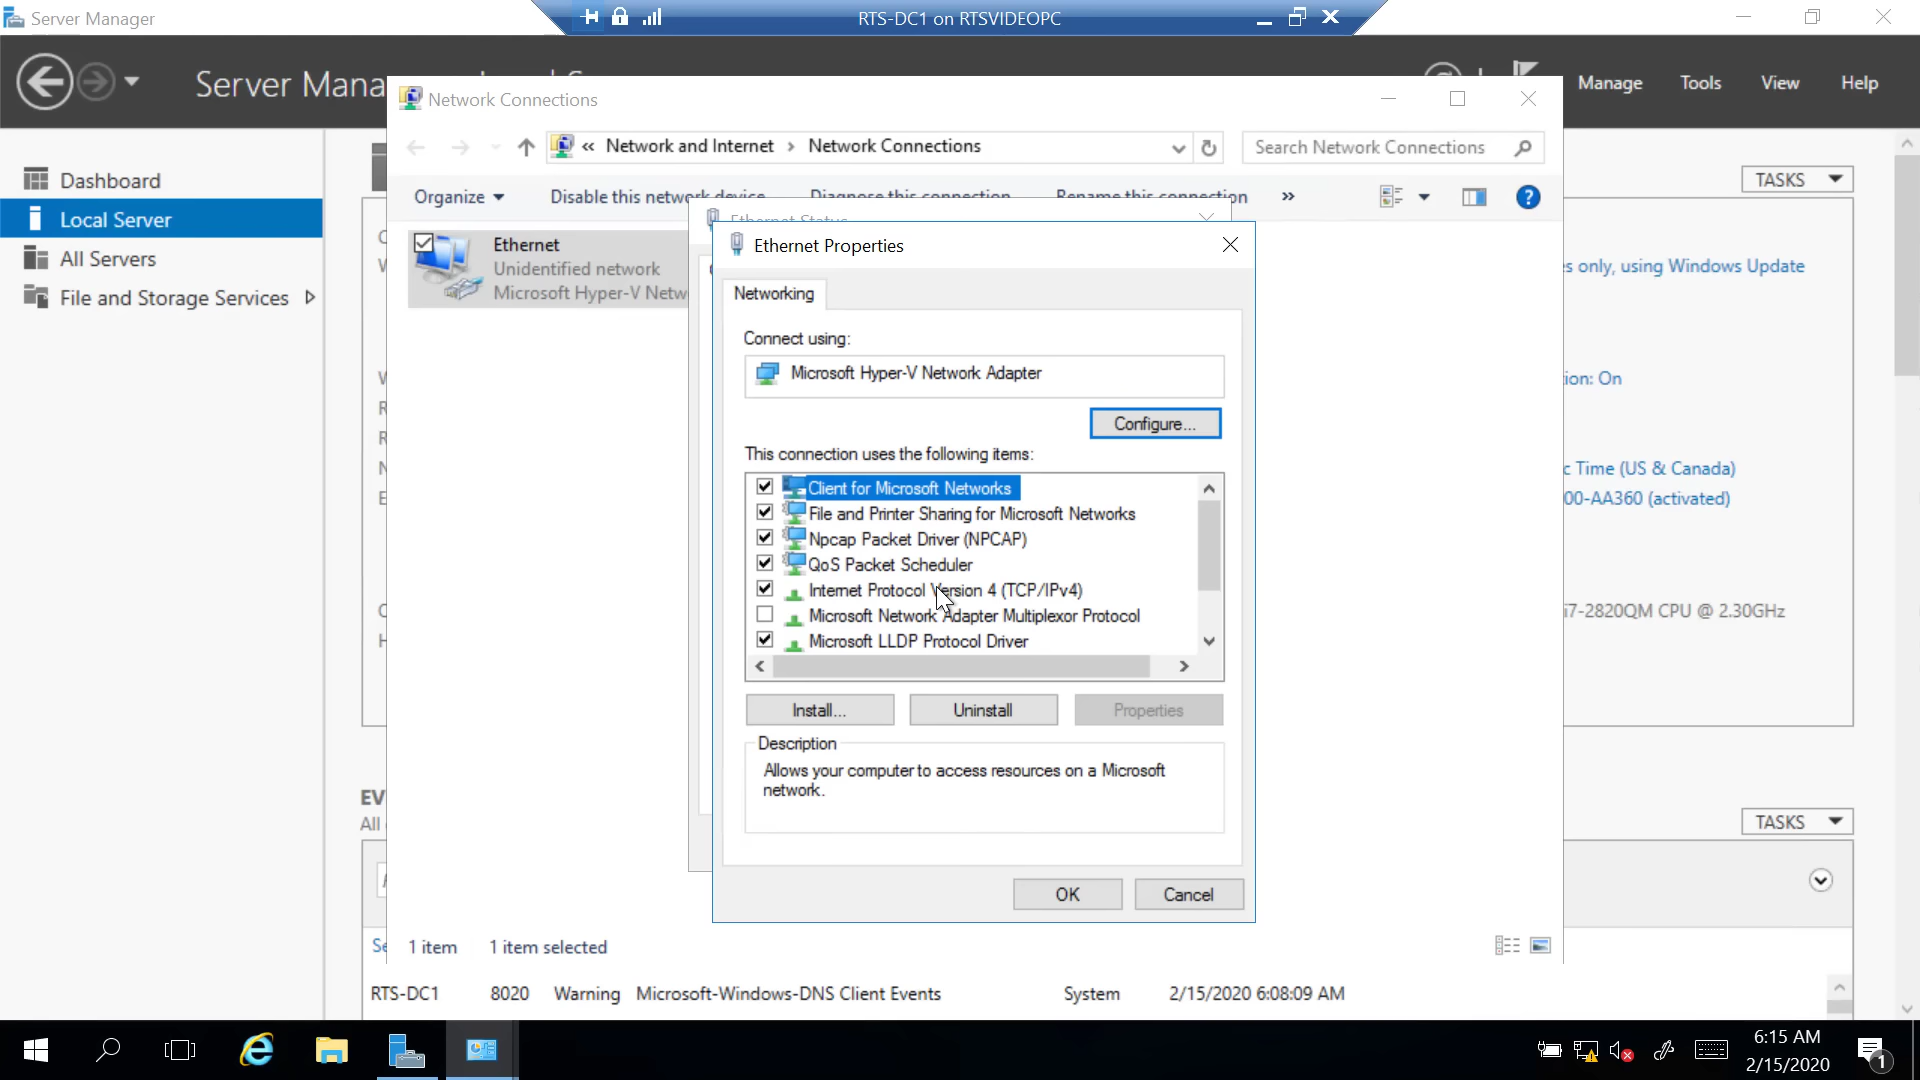 Server Manager
RTS-DC1 on RTSVIDEOPC
Server Mana
Manage
Tools
View
Help
Network Connections
« Network and Internet › Network Connections
Search Network Connections
Organize
Disable this network device
Diagnose this connection
Rename this connection
»
Dashboard
Local Server
All Servers
File and Storage Services
TASKS
Ethernet
Unidentified network
Microsoft Hyper-V Netw
Ethernet Status
Ethernet Properties
Networking
Connect using:
Microsoft Hyper-V Network Adapter
Configure...
This connection uses the following items:
Client for Microsoft Networks
File and Printer Sharing for Microsoft Networks
Npcap Packet Driver (NPCAP)
QoS Packet Scheduler
Internet Protocol Version 4 (TCP/IPv4)
Microsoft Network Adapter Multiplexor Protocol
Microsoft LLDP Protocol Driver
Install...
Uninstall
Properties
Description
Allows your computer to access resources on a Microsoft
network.
OK
Cancel
s only, using Windows Update
ion: On
c Time (US & Canada)
00-AA360 (activated)
i7-2820QM CPU @ 2.30GHz
EV
All
TASKS
1 item
1 item selected
RTS-DC1 8020 Warning Microsoft-Windows-DNS Client Events System 2/15/2020 6:08:09 AM
6:15 AM
2/15/2020
1